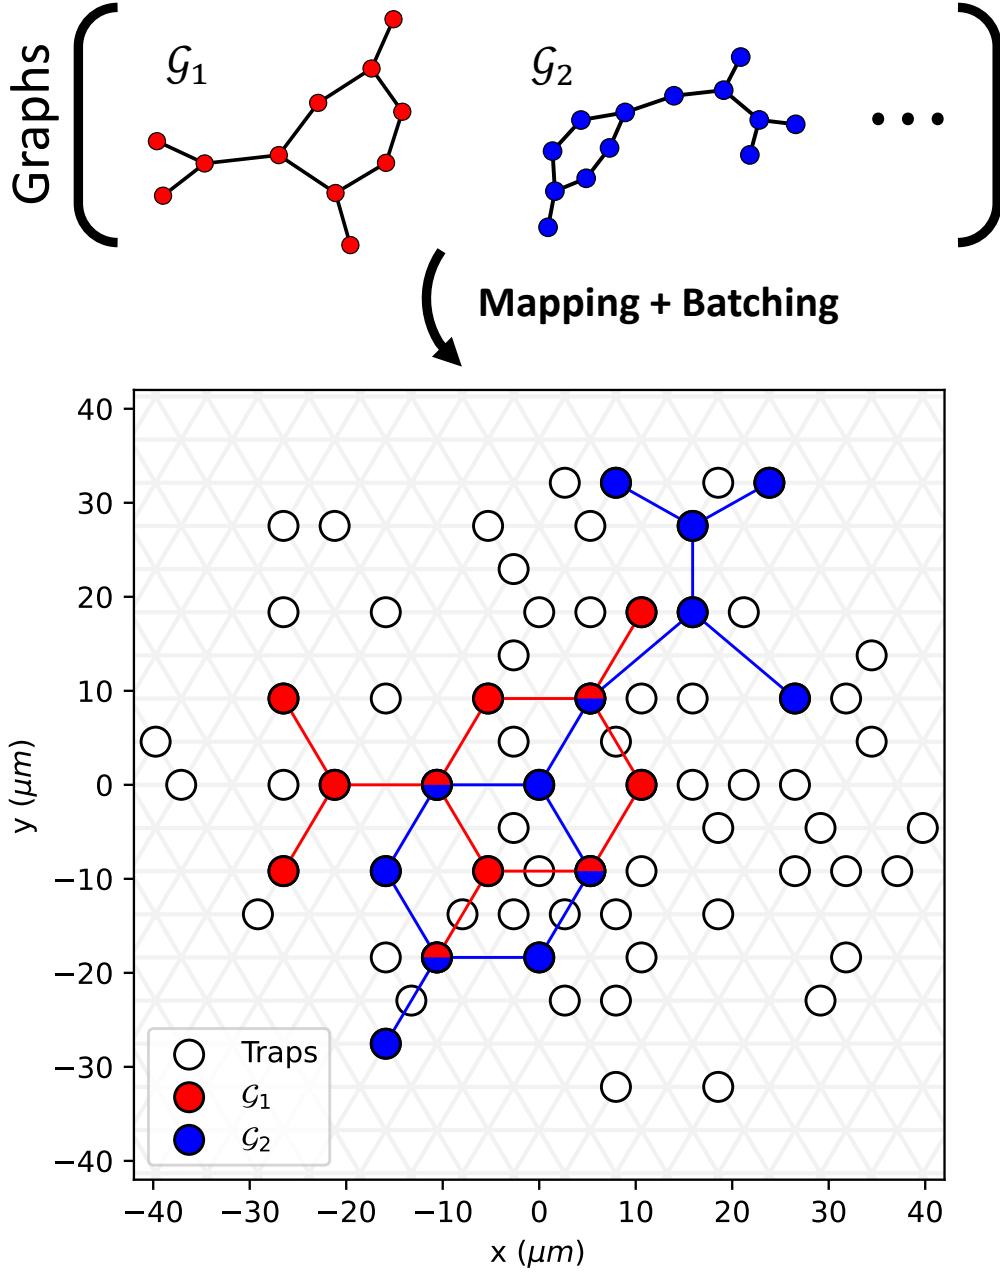 Graphs
𝒢1
𝒢2
• • •
Mapping + Batching
y (μm)
40
30
20
10
0
−10
−20
−30
−40
Traps
𝒢1
𝒢2
−40 −30 −20 −10 0 10 20 30 40
x (μm)